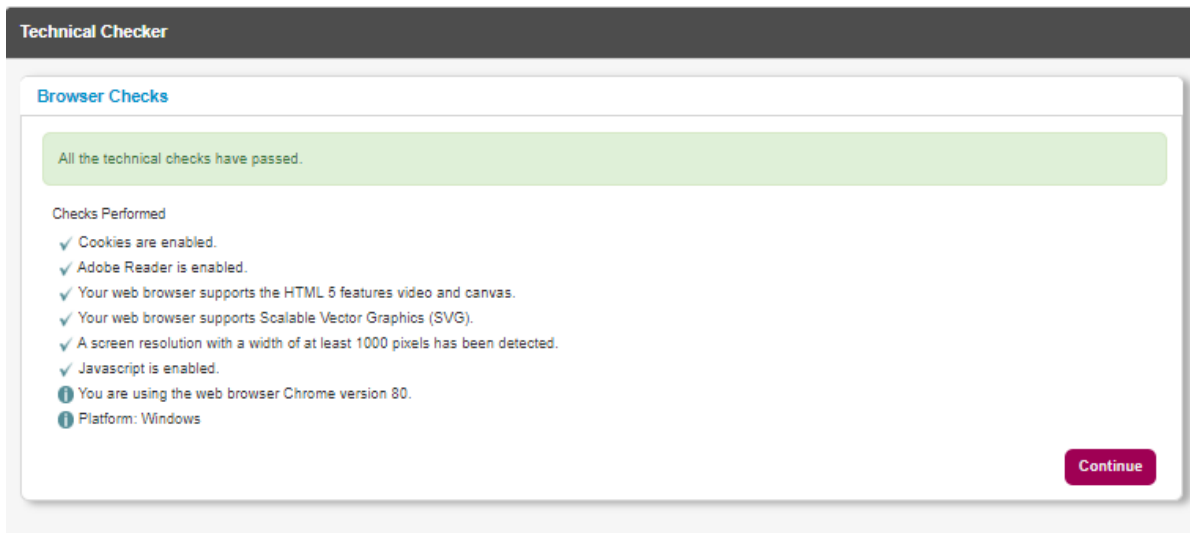 Technical Checker
Browser Checks
All the technical checks have passed.
Checks Performed
Cookies are enabled.
Adobe Reader is enabled.
Your web browser supports the HTML 5 features video and canvas.
Your web browser supports Scalable Vector Graphics (SVG).
A screen resolution with a width of at least 1000 pixels has been detected.
Javascript is enabled.
You are using the web browser Chrome version 80.
Platform: Windows
Continue